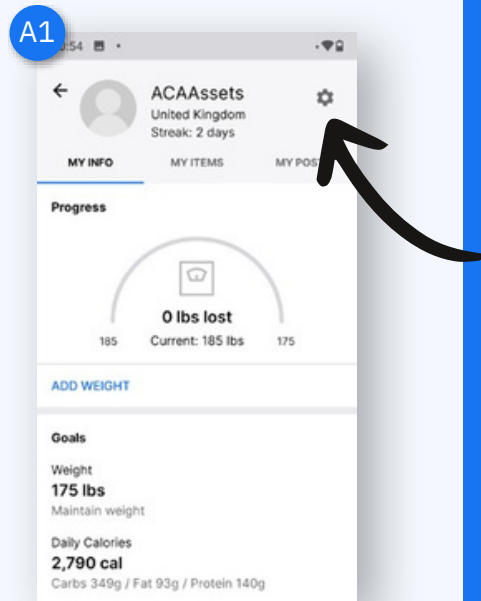 A1
:54
ACAAssets
United Kingdom
Streak: 2 days
MY INFO MY ITEMS MY POS
Progress
0 lbs lost
185 Current: 185 lbs 175
ADD WEIGHT
Goals
Weight
175 lbs
Maintain weight
Daily Calories
2,790 cal
Carbs 349g / Fat 93g / Protein 140g